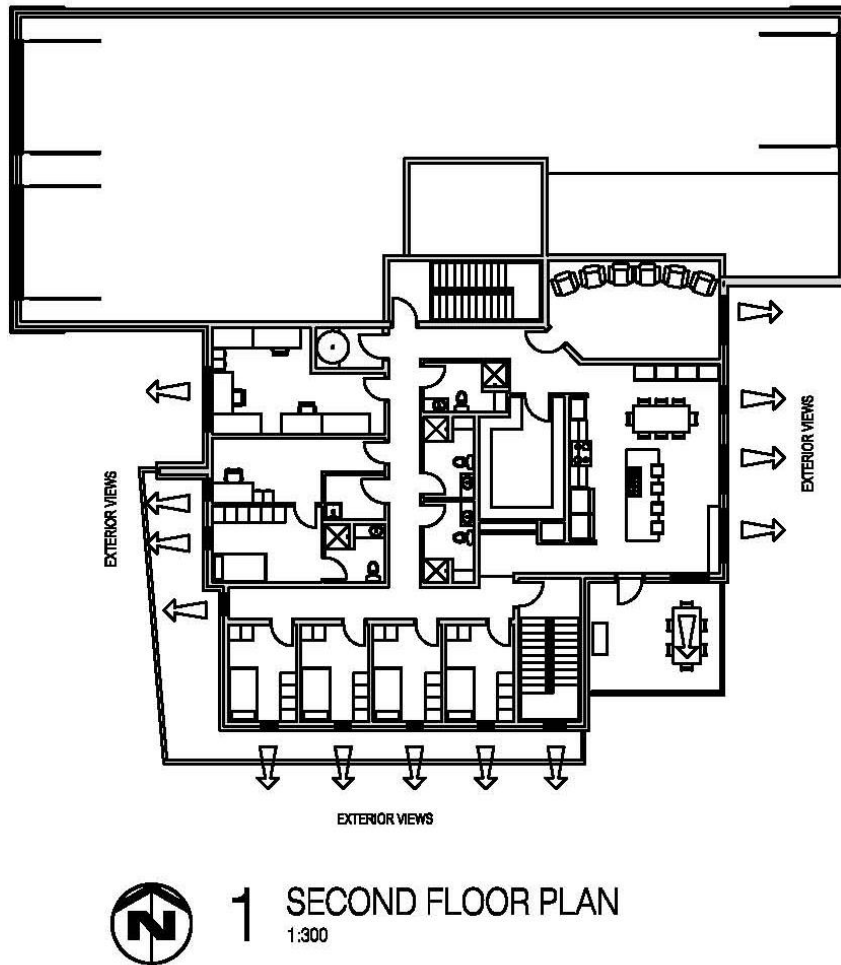 EXTERIOR VIEWS
EXTERIOR VIEWS
EXTERIOR VIEWS
N
1 SECOND FLOOR PLAN
1:300